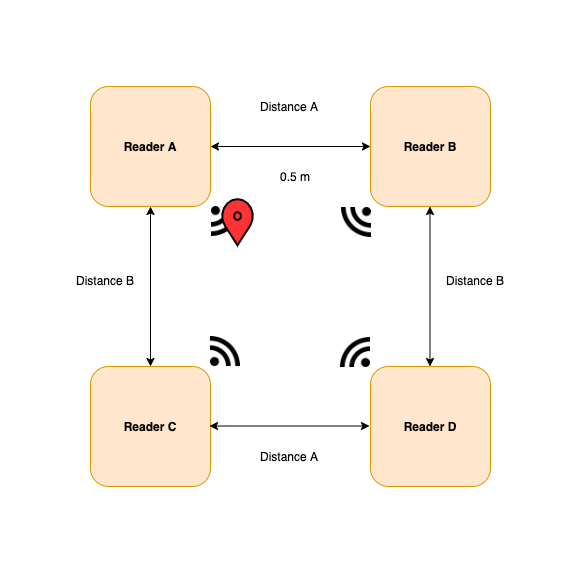 Distance A
Reader A
Reader B
0.5 m
Distance B
Distance B
Reader C
Reader D
Distance A